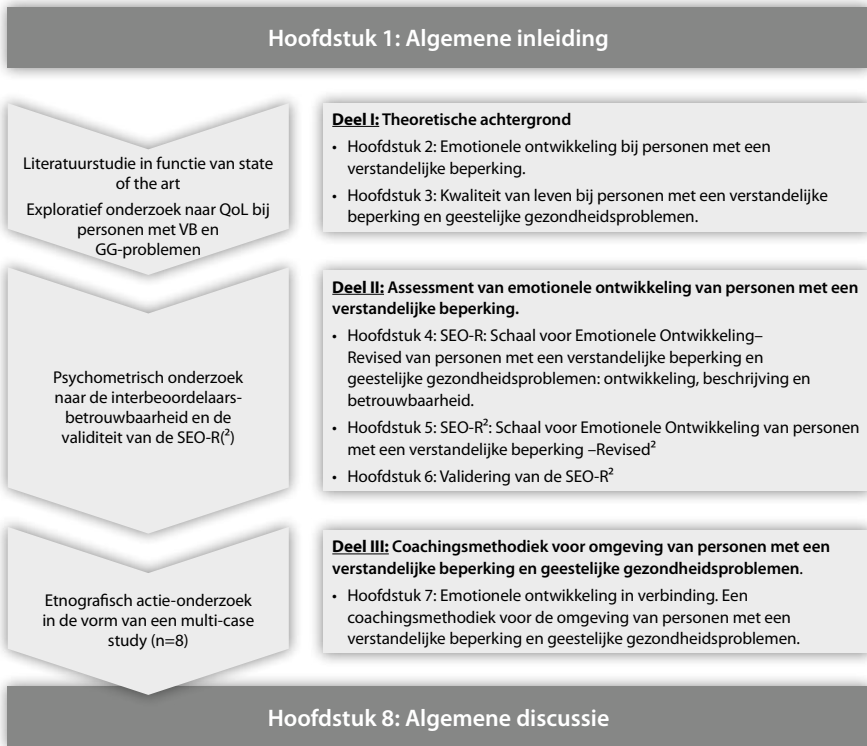 Hoofdstuk 1: Algemene inleiding
Literatuurstudie in functie van state
of the art
Exploratief onderzoek naar QoL bij
personen met VB en
GG-problemen
Deel I: Theoretische achtergrond
• Hoofdstuk 2: Emotionele ontwikkeling bij personen met een
verstandelijke beperking.
• Hoofdstuk 3: Kwaliteit van leven bij personen met een verstandelijke
beperking en geestelijke gezondheidsproblemen.
Psychometrisch onderzoek
naar de interbeoordelaars-
betrouwbaarheid en de
validiteit van de SEO-R(²)
Deel II: Assessment van emotionele ontwikkeling van personen met een
verstandelijke beperking.
• Hoofdstuk 4: SEO-R: Schaal voor Emotionele Ontwikkeling–
Revised van personen met een verstandelijke beperking en
geestelijke gezondheidsproblemen: ontwikkeling, beschrijving en
betrouwbaarheid.
• Hoofdstuk 5: SEO-R²: Schaal voor Emotionele Ontwikkeling van personen
met een verstandelijke beperking –Revised²
• Hoofdstuk 6: Validering van de SEO-R²
Etnografisch actie-onderzoek
in de vorm van een multi-case
study (n=8)
Deel III: Coachingsmethodiek voor omgeving van personen met een
verstandelijke beperking en geestelijke gezondheidsproblemen.
• Hoofdstuk 7: Emotionele ontwikkeling in verbinding. Een
coachingsmethodiek voor de omgeving van personen met een
verstandelijke beperking en geestelijke gezondheidsproblemen.
Hoofdstuk 8: Algemene discussie